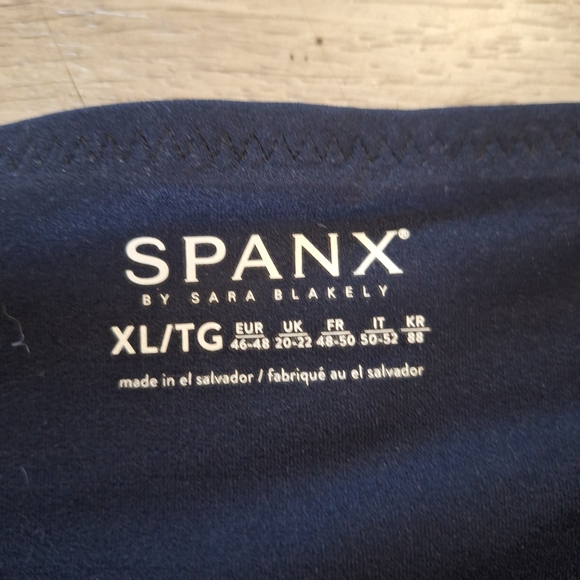 SPANX®
BY SARA BLAKELY
XL/TG EUR 46-48 UK 20-22 FR 48-50 IT 50-52 KR 88
made in el salvador / fabriqué au el salvador